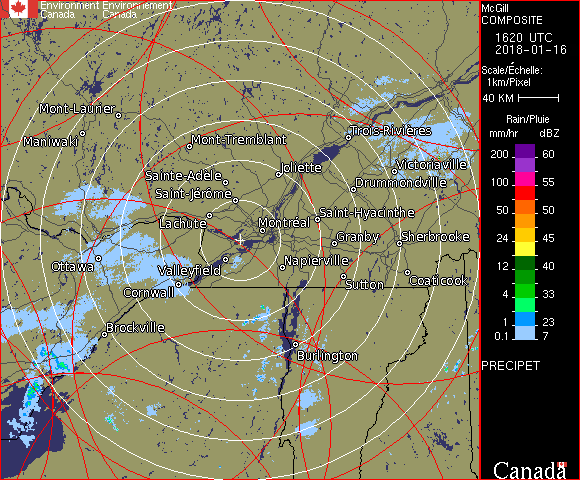 Environment Environnement
Canada Canada
McGill
COMPOSITE
1620 UTC
2018-01-16
Scale/Échelle:
1km/Pixel
40 KM
Rain/Pluie
mm/hr dBZ
200 60
100 55
50 50
24 45
12 40
4 33
1 23
0.1 7
PRECIPET
Canada
Mont-Laurier
Maniwaki
Mont-Tremblant
Trois-Rivières
Joliette
Victoriaville
Sainte-Adèle
Drummondville
Saint-Jérôme
Saint-Hyacinthe
Lachute
Montréal
Granby
Sherbrooke
Ottawa
Valleyfield
Napierville
Coaticook
Cornwall
Sutton
Brockville
Burlington